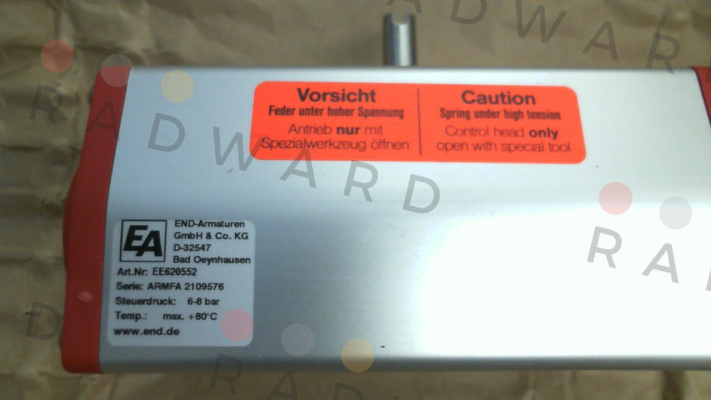 RADWARD
Vorsicht
Feder unter hoher Spannung
Antrieb nur mit
Spezialwerkzeug öffnen
Caution
Spring under high tension
Control head only
open with special tool
RADWARD
EA
END-Armaturen
GmbH & Co. KG
D-32547
Bad Oeynhausen
Art.Nr: EE620552
Serie: ARMFA 2109576
Steuerdruck: 6-8 bar
Temp.: max. +80°C
www.end.de
RA
RADWARD